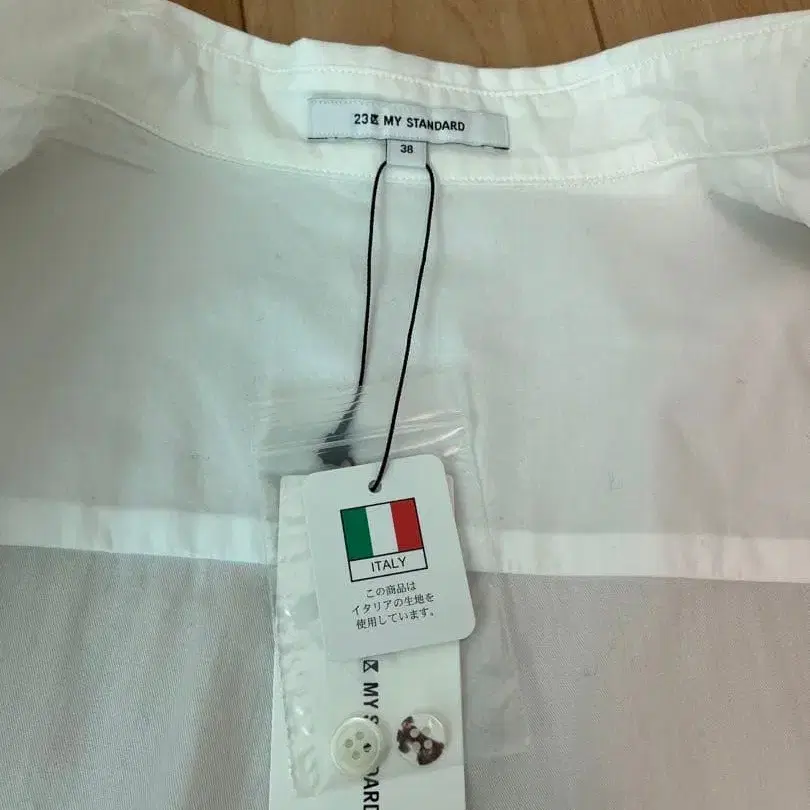 23区 MY STANDARD
38
ITALY
この商品は
イタリアの生地を
使用しています。
区 MY S
DARD